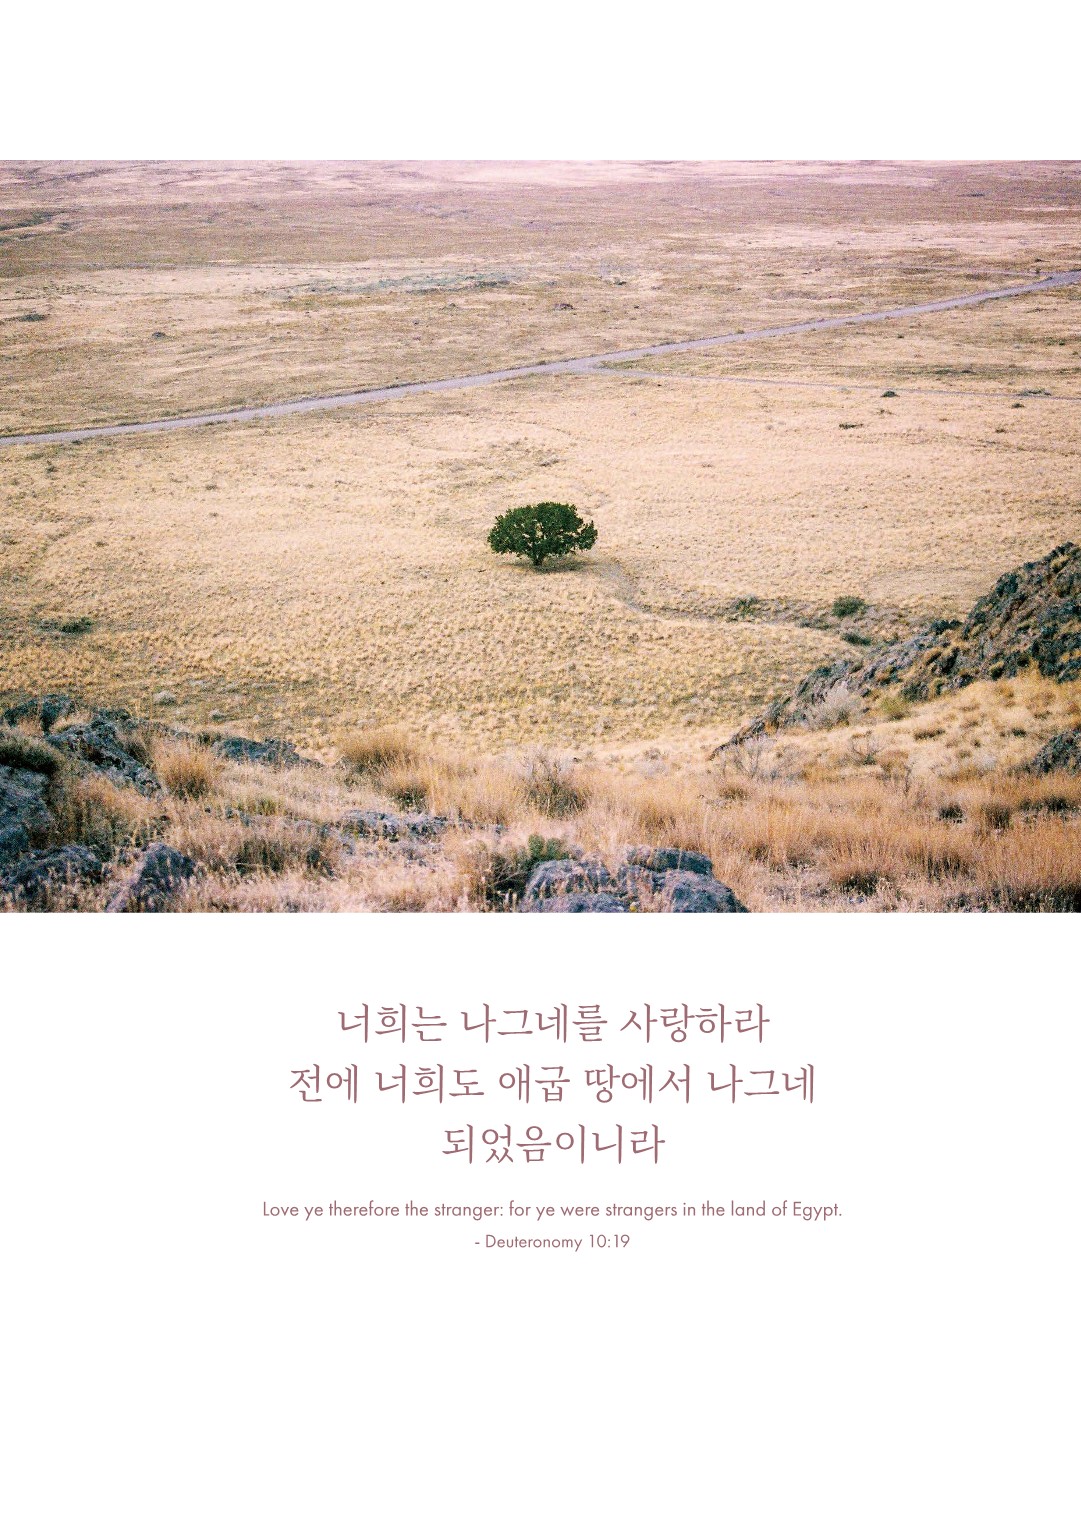 너희는 나그네를 사랑하라
전에 너희도 애굽 땅에서 나그네
되었음이니라
Love ye therefore the stranger: for ye were strangers in the land of Egypt.
- Deuteronomy 10:19